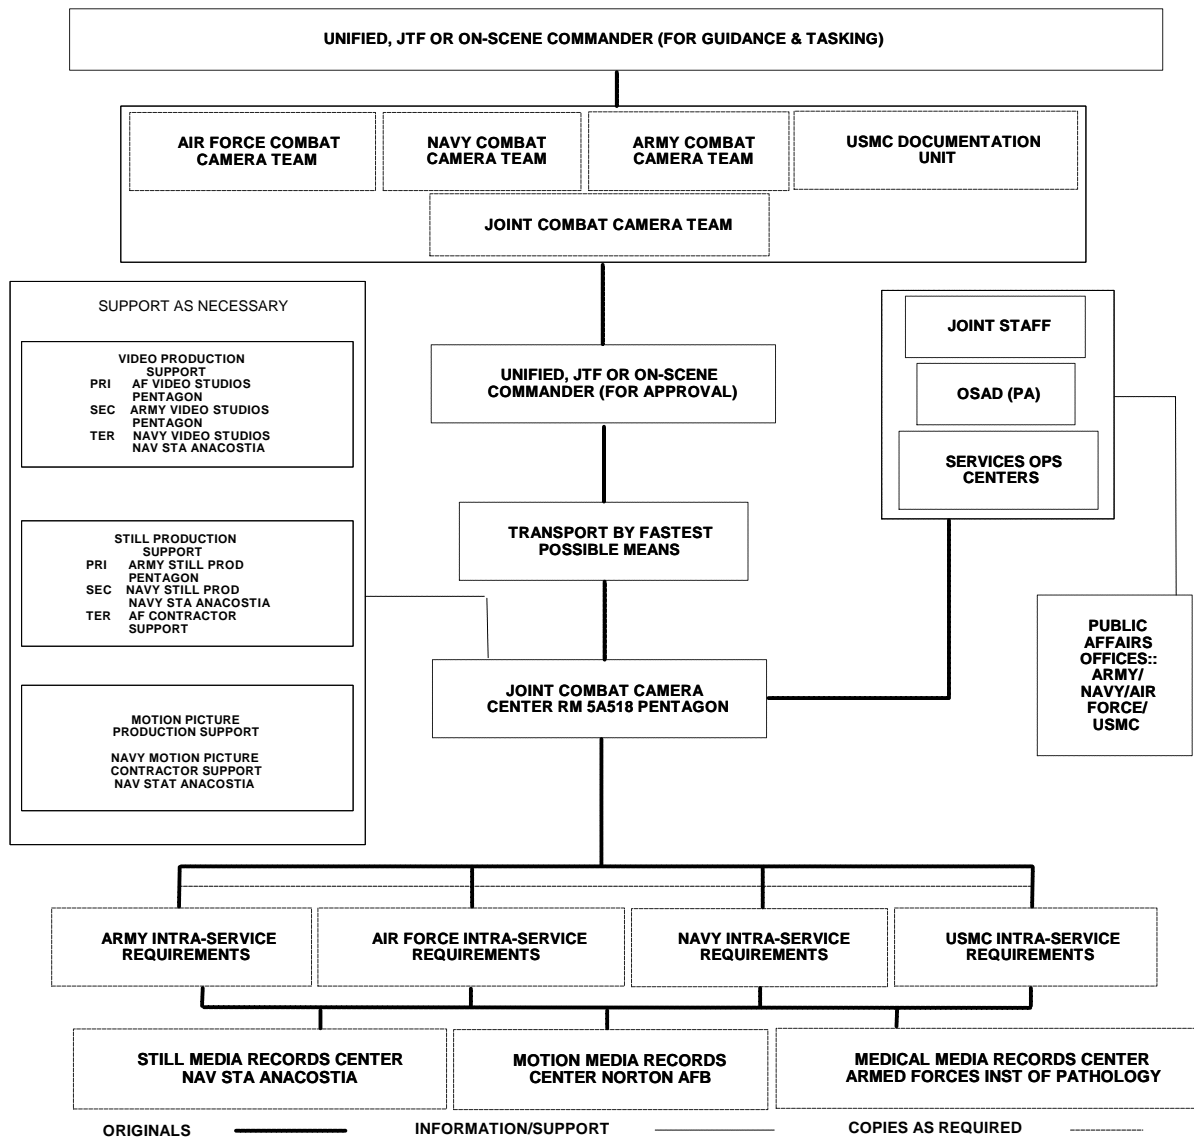 UNIFIED, JTF OR ON-SCENE COMMANDER (FOR GUIDANCE & TASKING)
AIR FORCE COMBAT
CAMERA TEAM
NAVY COMBAT
CAMERA TEAM
ARMY COMBAT
CAMERA TEAM
USMC DOCUMENTATION
UNIT
JOINT COMBAT CAMERA TEAM
SUPPORT AS NECESSARY
VIDEO PRODUCTION
SUPPORT
PRI AF VIDEO STUDIOS
PENTAGON
SEC ARMY VIDEO STUDIOS
PENTAGON
TER NAVY VIDEO STUDIOS
NAV STA ANACOSTIA
STILL PRODUCTION
SUPPORT
PRI ARMY STILL PROD
PENTAGON
SEC NAVY STILL PROD
NAVY STA ANACOSTIA
TER AF CONTRACTOR
SUPPORT
MOTION PICTURE
PRODUCTION SUPPORT
NAVY MOTION PICTURE
CONTRACTOR SUPPORT
NAV STAT ANACOSTIA
UNIFIED, JTF OR ON-SCENE
COMMANDER (FOR APPROVAL)
TRANSPORT BY FASTEST
POSSIBLE MEANS
JOINT COMBAT CAMERA
CENTER RM 5A518 PENTAGON
JOINT STAFF
OSAD (PA)
SERVICES OPS
CENTERS
PUBLIC
AFFAIRS
OFFICES::
ARMY/
NAVY/AIR
FORCE/
USMC
ARMY INTRA-SERVICE
REQUIREMENTS
AIR FORCE INTRA-SERVICE
REQUIREMENTS
NAVY INTRA-SERVICE
REQUIREMENTS
USMC INTRA-SERVICE
REQUIREMENTS
STILL MEDIA RECORDS CENTER
NAV STA ANACOSTIA
MOTION MEDIA RECORDS
CENTER NORTON AFB
MEDICAL MEDIA RECORDS CENTER
ARMED FORCES INST OF PATHOLOGY
ORIGINALS
INFORMATION/SUPPORT
COPIES AS REQUIRED